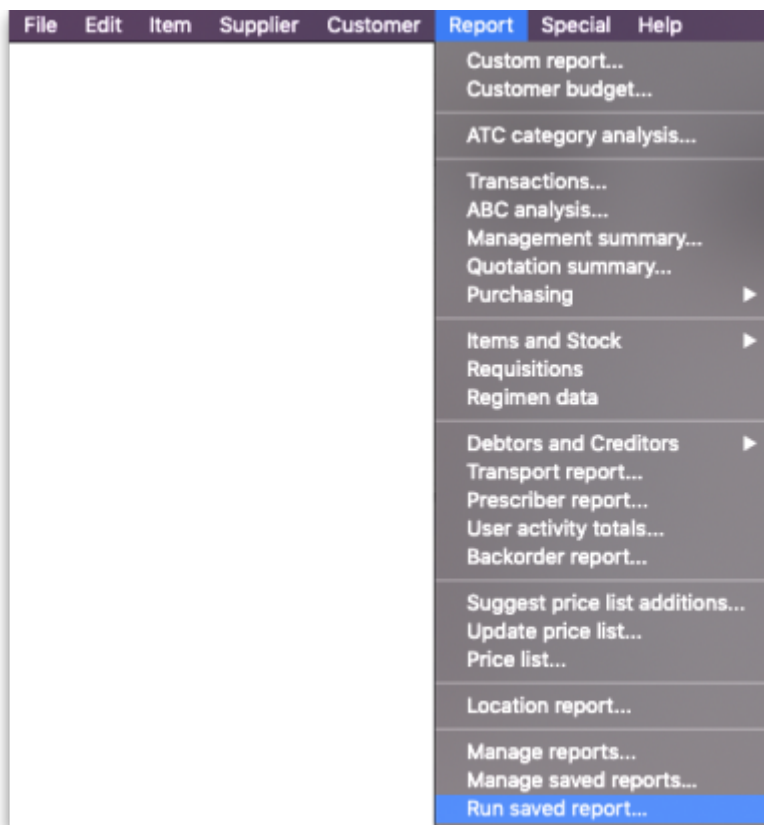 File Edit Item Supplier Customer Report Special Help
Custom report...
Customer budget...
ATC category analysis...
Transactions...
ABC analysis...
Management summary...
Quotation summary...
Purchasing
Items and Stock
Requisitions
Regimen data
Debtors and Creditors
Transport report...
Prescriber report...
User activity totals...
Backorder report...
Suggest price list additions...
Update price list...
Price list...
Location report...
Manage reports...
Manage saved reports...
Run saved report...